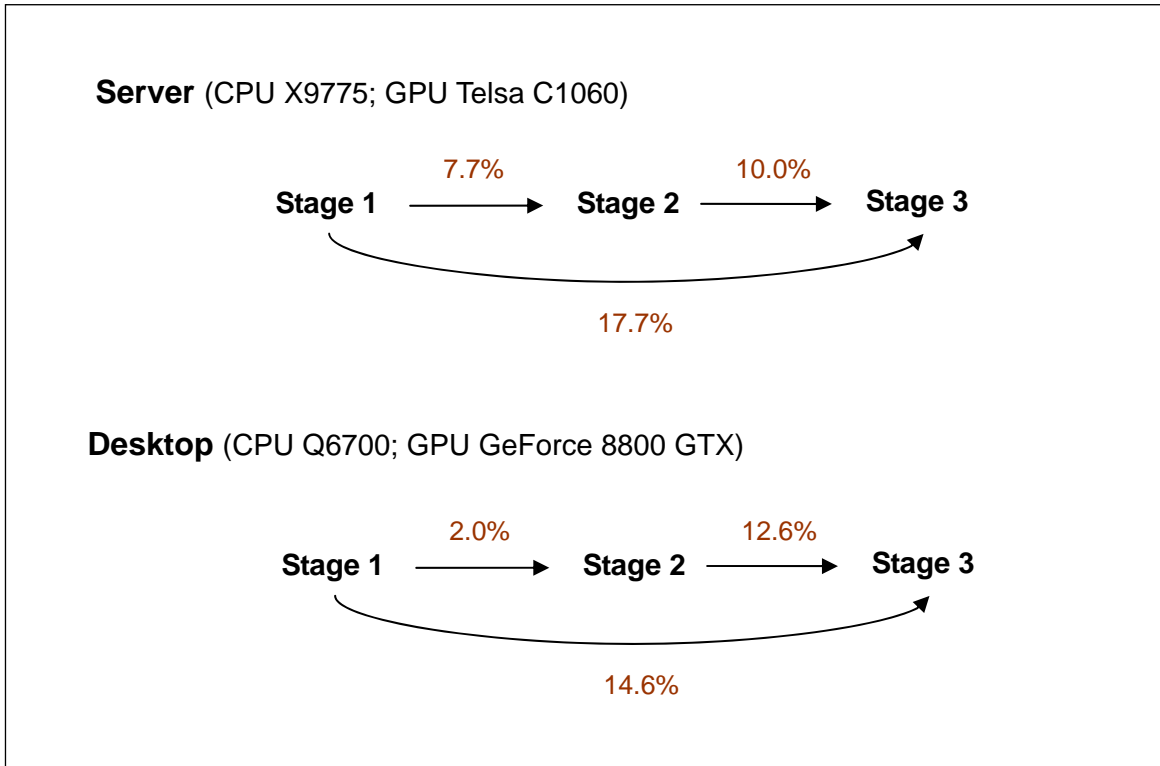 Server (CPU X9775; GPU Telsa C1060)
7.7% 10.0%
Stage 1 Stage 2 Stage 3
17.7%
Desktop (CPU Q6700; GPU GeForce 8800 GTX)
2.0% 12.6%
Stage 1 Stage 2 Stage 3
14.6%